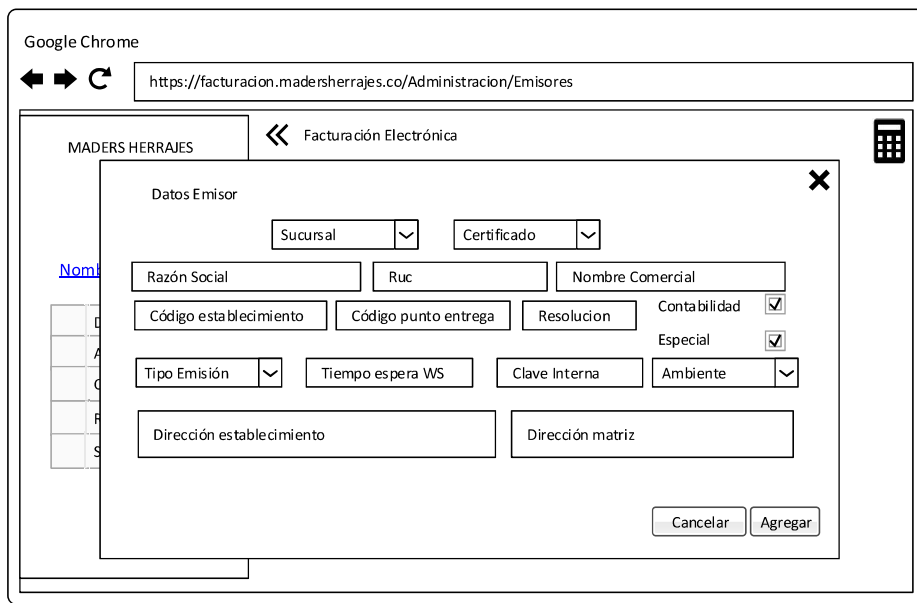 Google Chrome
https://facturacion.madersherrajes.co/Administracion/Emisores
MADERS HERRAJES
Facturación Electrónica
Datos Emisor
Sucursal
Certificado
Razón Social
Ruc
Nombre Comercial
Código establecimiento
Código punto entrega
Resolucion
Contabilidad
Especial
Tipo Emisión
Tiempo espera WS
Clave Interna
Ambiente
Dirección establecimiento
Dirección matriz
Cancelar
Agregar